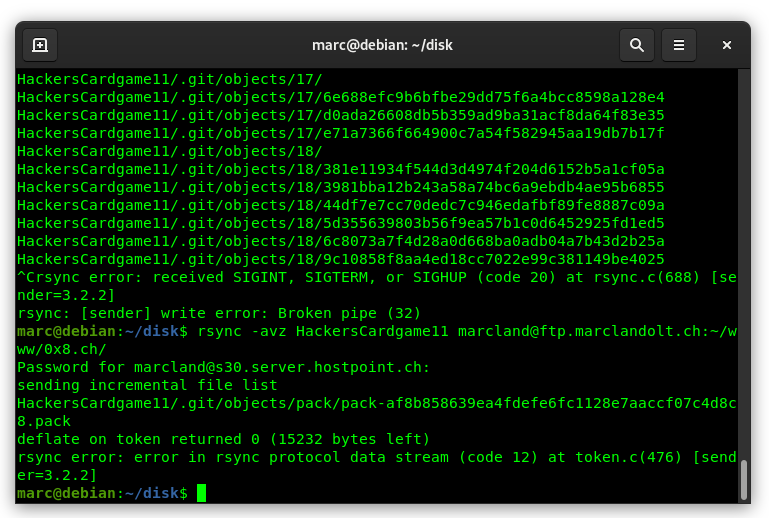 marc@debian: ~/disk
HackersCardgame11/.git/objects/17/
HackersCardgame11/.git/objects/17/6e688efc9b6bfbe29dd75f6a4bcc8598a128e4
HackersCardgame11/.git/objects/17/d0ada26608db5b359ad9ba31acf8da64f83e35
HackersCardgame11/.git/objects/17/e71a7366f664900c7a54f582945aa19db7b17f
HackersCardgame11/.git/objects/18/
HackersCardgame11/.git/objects/18/381e11934f544d3d4974f204d6152b5a1cf05a
HackersCardgame11/.git/objects/18/3981bba12b243a58a74bc6a9ebdb4ae95b6855
HackersCardgame11/.git/objects/18/44df7e7cc70dedc7c946edafbf89fe8887c09a
HackersCardgame11/.git/objects/18/5d355639803b56f9ea57b1c0d6452925fd1ed5
HackersCardgame11/.git/objects/18/6c8073a7f4d28a0d668ba0adb04a7b43d2b25a
HackersCardgame11/.git/objects/18/9c10858f8aa4ed18cc7022e99c381149be4025
^Crsync error: received SIGINT, SIGTERM, or SIGHUP (code 20) at rsync.c(688) [se
nder=3.2.2]
rsync: [sender] write error: Broken pipe (32)
marc@debian:~/disk$ rsync -avz HackersCardgame11 marcland@ftp.marclandolt.ch:~/w
ww/0x8.ch/
Password for marcland@s30.server.hostpoint.ch:
sending incremental file list
HackersCardgame11/.git/objects/pack/pack-af8b858639ea4fdefe6fc1128e7aaccf07c4d8c
8.pack
deflate on token returned 0 (15232 bytes left)
rsync error: error in rsync protocol data stream (code 12) at token.c(476) [send
er=3.2.2]
marc@debian:~/disk$